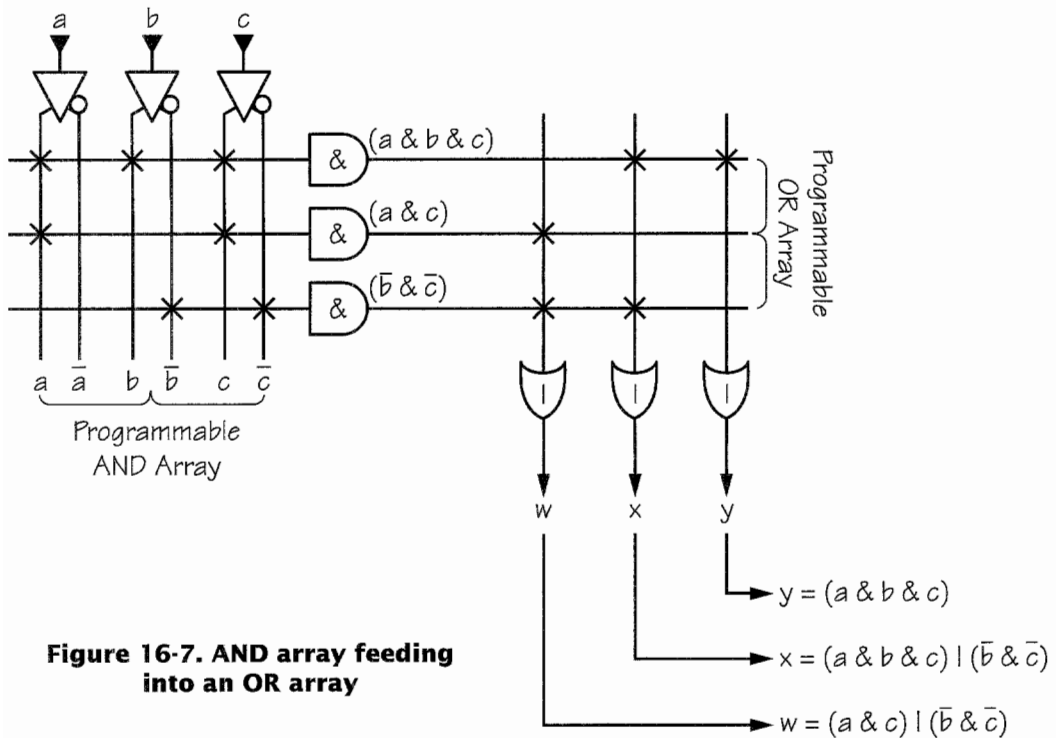 a b c
& (a & b & c)
& (a & c)
& (b̅ & c̅)
Programmable
OR Array
a a̅ b b̅ c c̅
Programmable
AND Array
| | |
w x y
y = (a & b & c)
x = (a & b & c) | (b̅ & c̅)
w = (a & c) | (b̅ & c̅)
Figure 16-7. AND array feeding
into an OR array